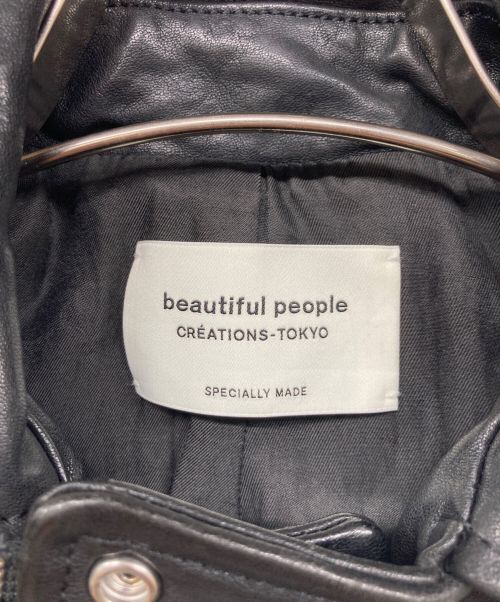 beautiful people
CRÉATIONS-TOKYO
SPECIALLY MADE